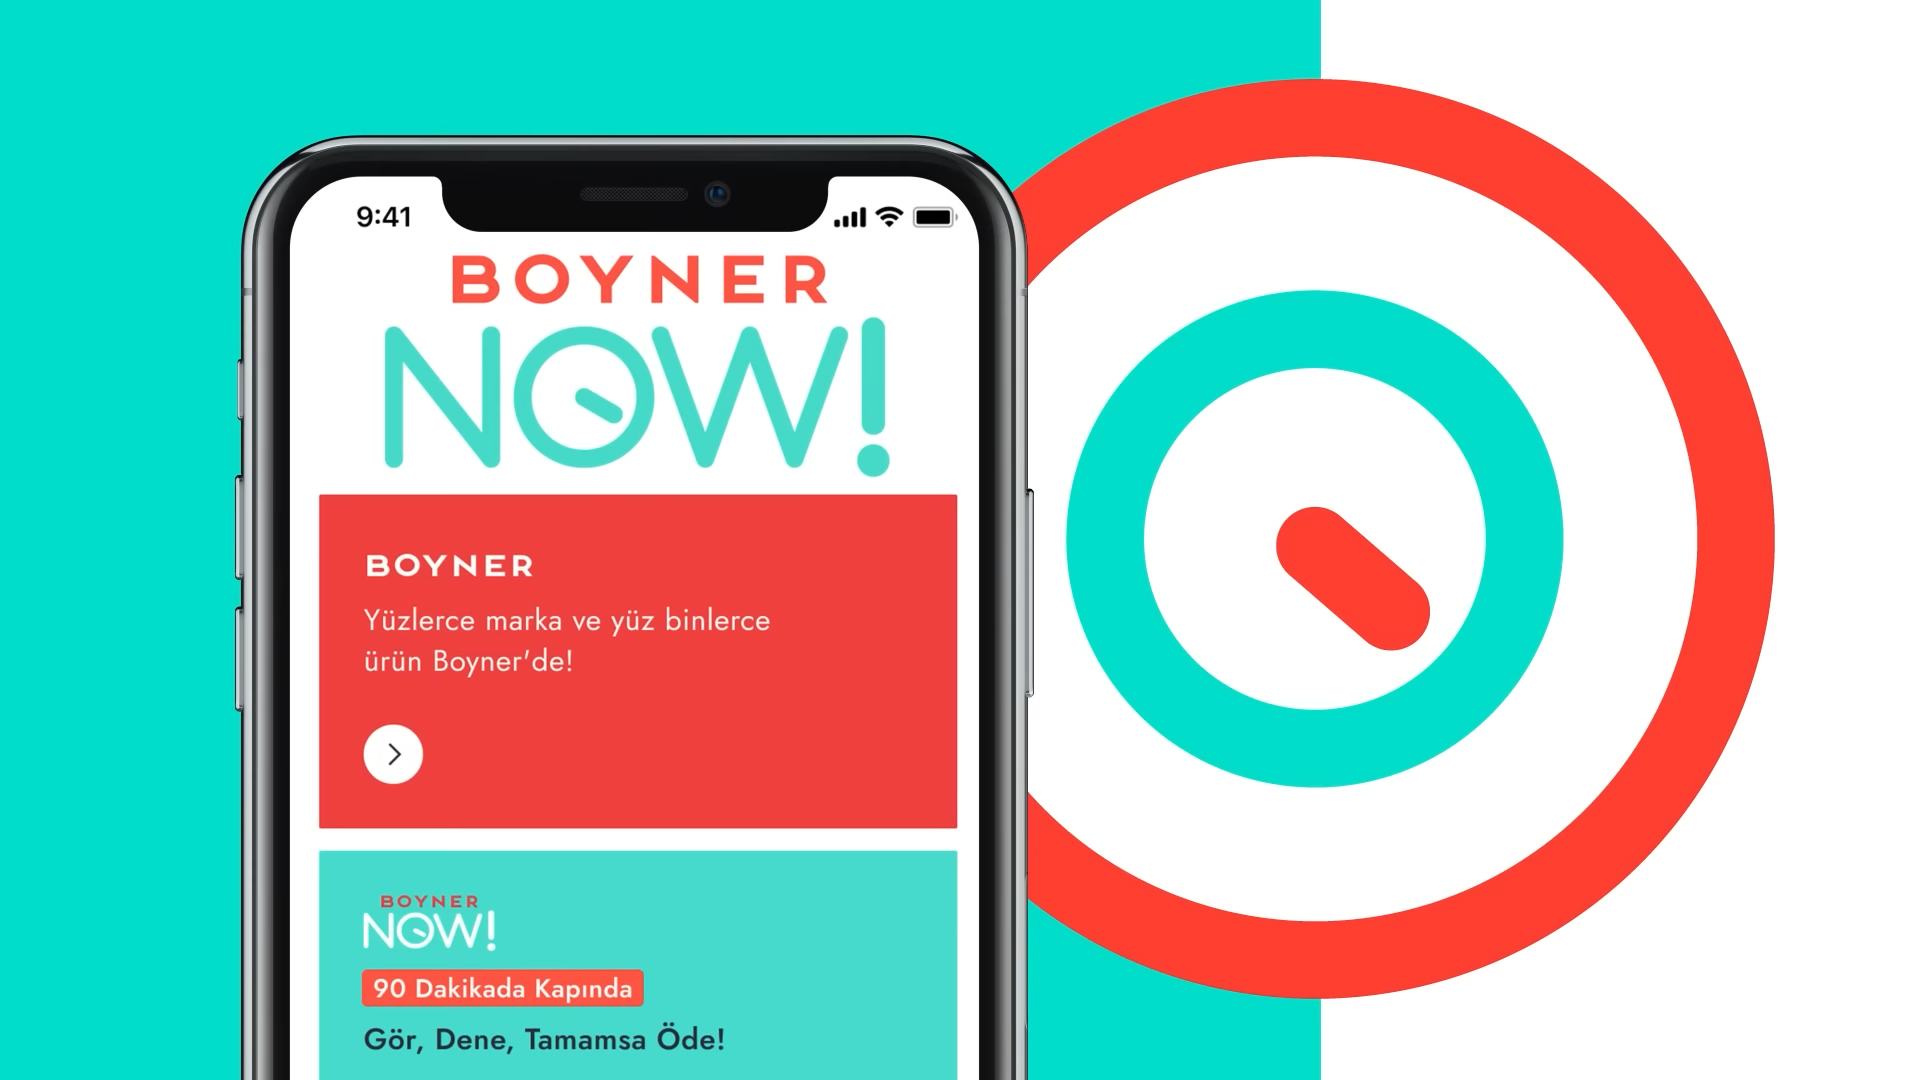 9:41
BOYNER
NOW!
BOYNER
Yüzlerce marka ve yüz binlerce
ürün Boyner'de!
BOYNER
NOW!
90 Dakikada Kapında
Gör, Dene, Tamamsa Öde!